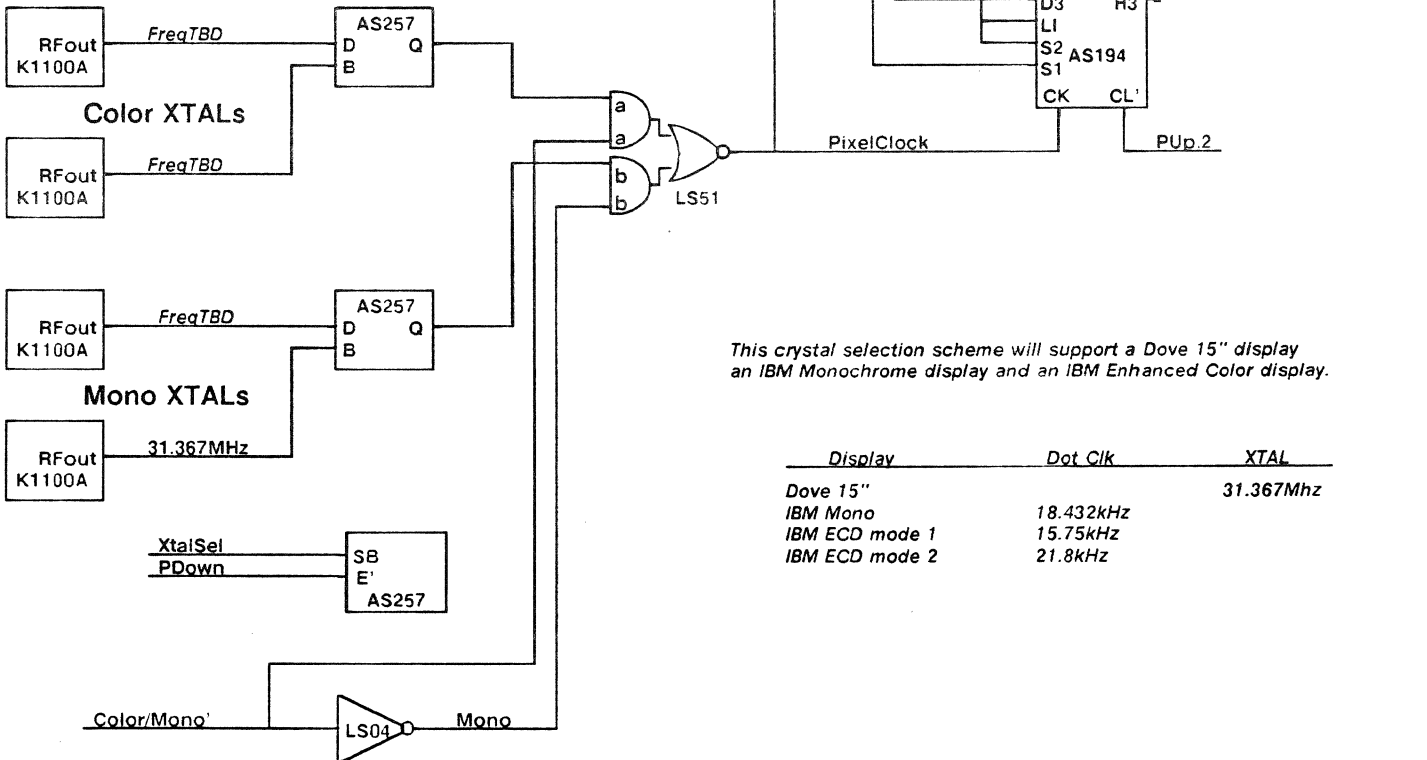 RFout
K1100A
FreqTBD
AS257
D Q
B
Color XTALs
RFout
K1100A
FreqTBD
a
a
b
b
LS51
PixelClock
D3 H3
LI
S2
AS194
S1
CK CL'
PUp.2
RFout
K1100A
FreqTBD
AS257
D Q
B
Mono XTALs
RFout
K1100A
31.367MHz
This crystal selection scheme will support a Dove 15" display
an IBM Monochrome display and an IBM Enhanced Color display.
Display Dot Clk XTAL
Dove 15" 31.367Mhz
IBM Mono 18.432kHz
IBM ECD mode 1 15.75kHz
IBM ECD mode 2 21.8kHz
XtalSel
PDown
SB
E'
AS257
Color/Mono'
LS04
Mono